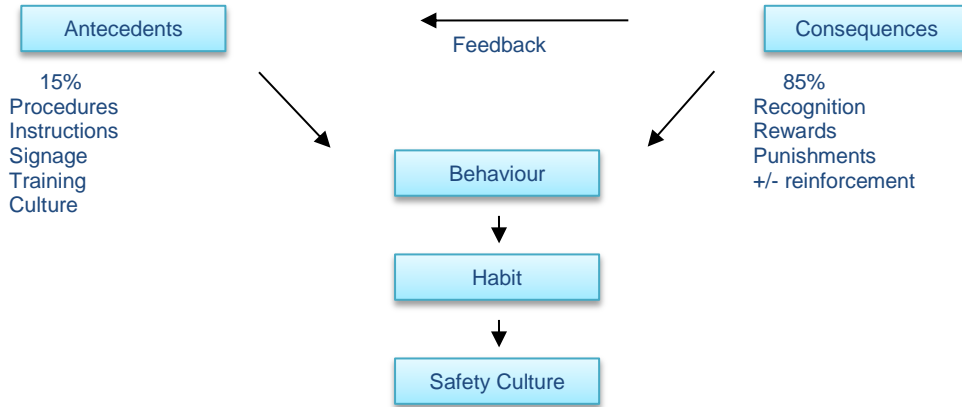 Antecedents
Feedback
Consequences
15%
Procedures
Instructions
Signage
Training
Culture
85%
Recognition
Rewards
Punishments
+/- reinforcement
Behaviour
Habit
Safety Culture